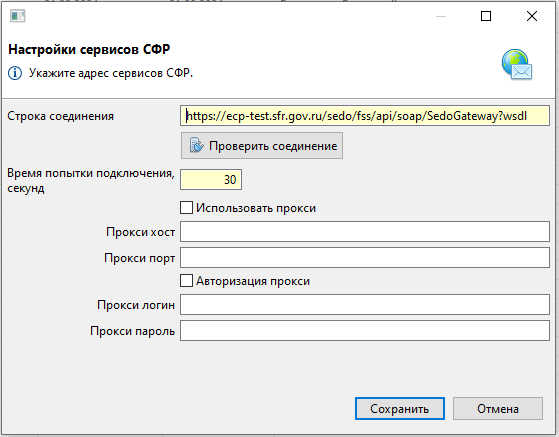 Настройки сервисов СФР
Укажите адрес сервисов СФР.
Строка соединения
https://ecp-test.sfr.gov.ru/sedo/fss/api/soap/SedoGateway?wsdl
Проверить соединение
Время попытки подключения,
секунд
30
Использовать прокси
Прокси хост
Прокси порт
Авторизация прокси
Прокси логин
Прокси пароль
Сохранить
Отмена